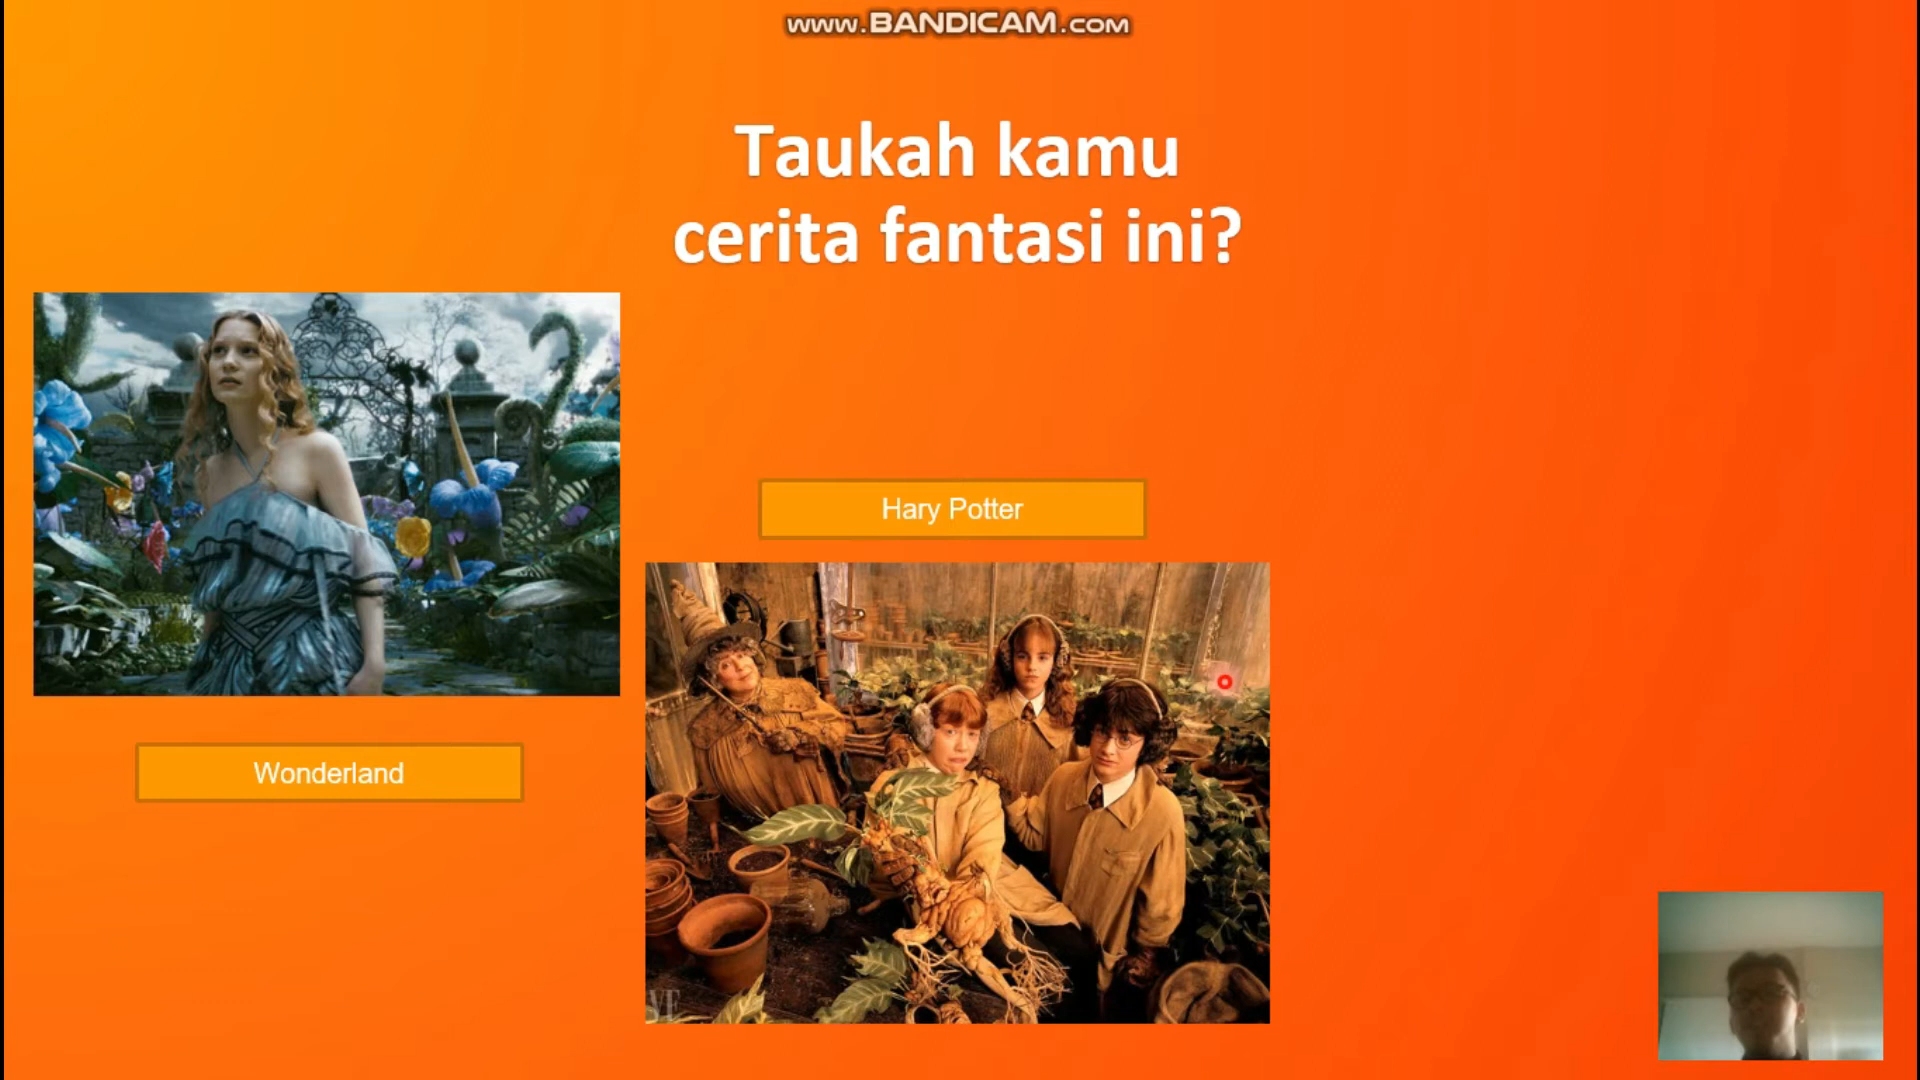 www.BANDICAM.com
Taukah kamu
cerita fantasi ini?
Hary Potter
Wonderland